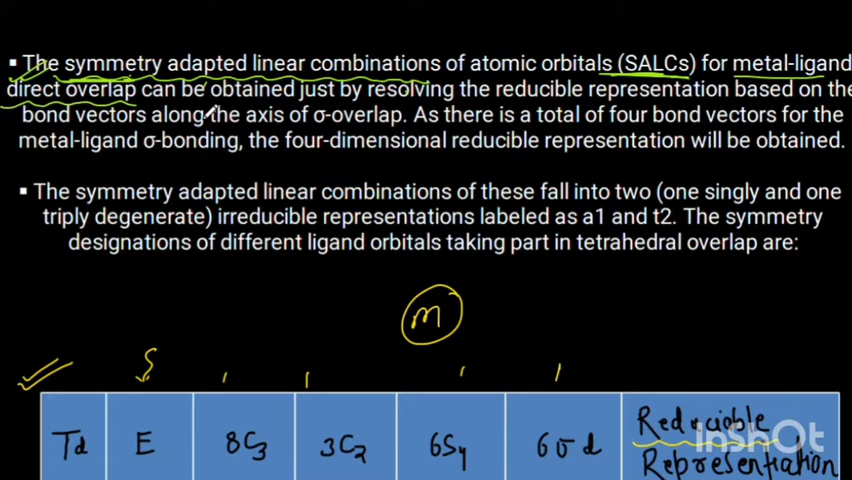 ▪ The symmetry adapted linear combinations of atomic orbitals (SALCs) for metal-ligand
direct overlap can be obtained just by resolving the reducible representation based on the
bond vectors along the axis of σ-overlap. As there is a total of four bond vectors for the
metal-ligand σ-bonding, the four-dimensional reducible representation will be obtained.
▪ The symmetry adapted linear combinations of these fall into two (one singly and one
triply degenerate) irreducible representations labeled as a1 and t2. The symmetry
designations of different ligand orbitals taking part in tetrahedral overlap are:
m
Td E 8C3 3C2 6S4 6σd Reducible
Representation
InShot